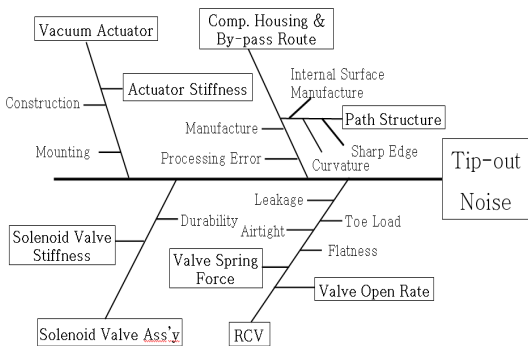 Vacuum Actuator
Comp. Housing &
By-pass Route
Actuator Stiffness
Construction
Mounting
Internal Surface
Manufacture
Path Structure
Manufacture
Sharp Edge
Processing Error
Curvature
Tip-out
Noise
Leakage
Durability
Toe Load
Airtight
Solenoid Valve
Stiffness
Flatness
Valve Spring
Force
Valve Open Rate
Solenoid Valve Ass'y
RCV